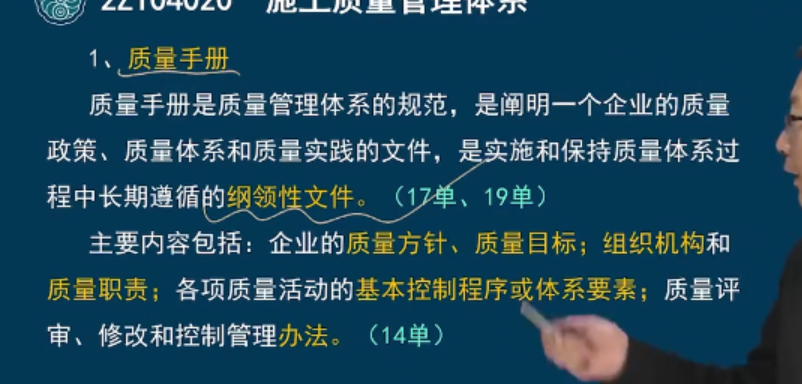 2Z104020 施工质量管理体系
1、质量手册
质量手册是质量管理体系的规范，是阐明一个企业的质量
政策、质量体系和质量实践的文件，是实施和保持质量体系过
程中长期遵循的纲领性文件。（17单、19单）
主要内容包括：企业的质量方针、质量目标；组织机构和
质量职责；各项质量活动的基本控制程序或体系要素；质量评
审、修改和控制管理办法。（14单）